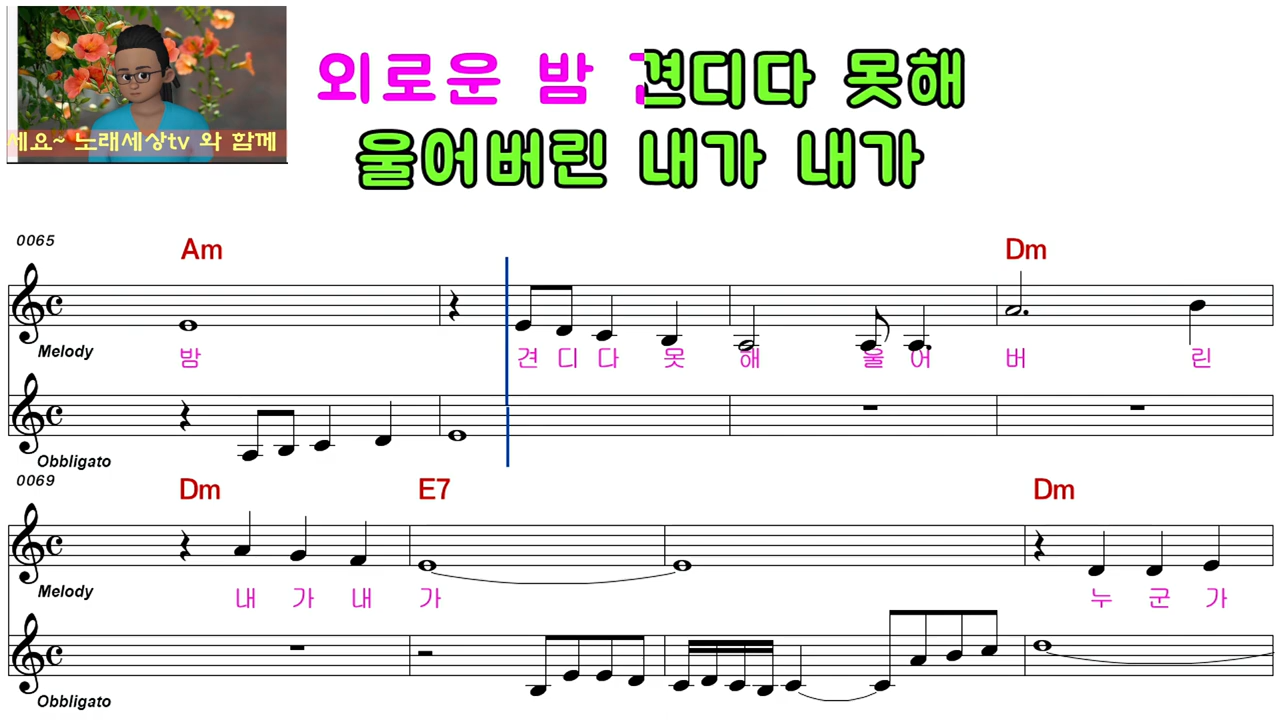 외로운 밤 견디다 못해
울어버린 내가 내가
세요~ 노래세상tv 와 함께
0065
Am Dm
Melody
밤 견 디 다 못 해 울 어 버 린
Obbligato
0069
Dm E7 Dm
Melody
내 가 내 가 누 군 가
Obbligato